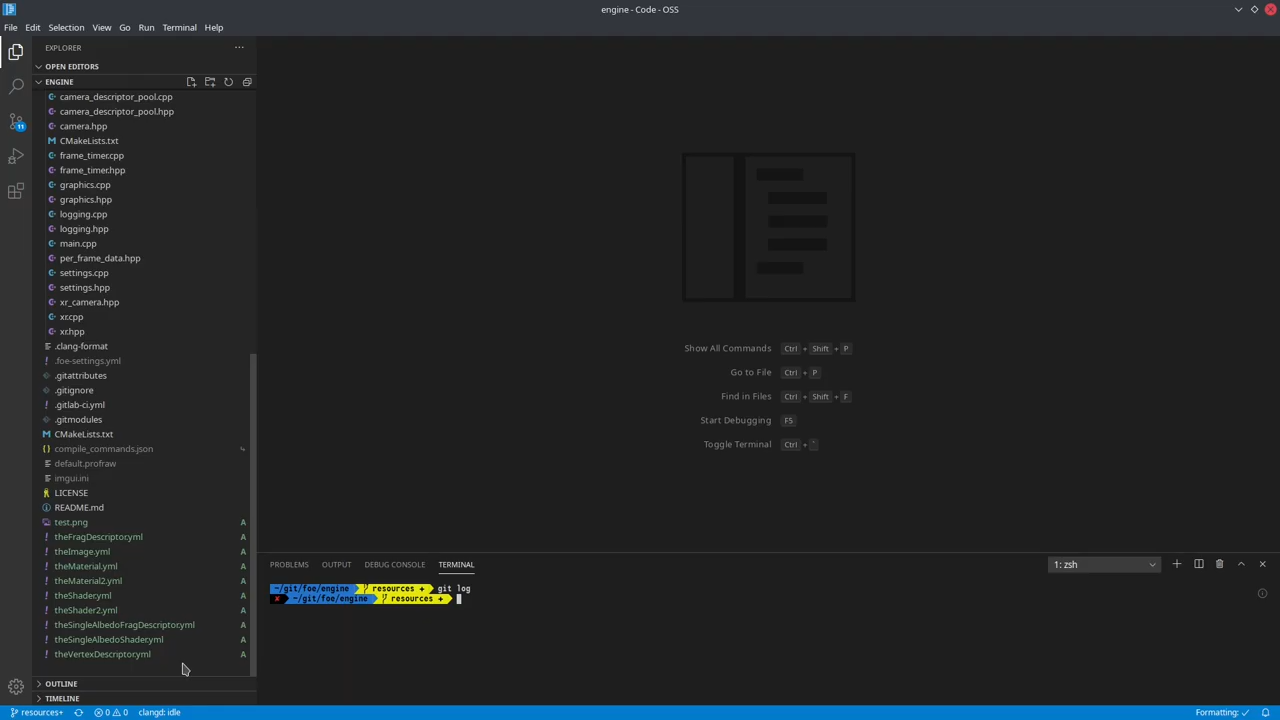 engine - Code - OSS
File Edit Selection View Go Run Terminal Help
EXPLORER
OPEN EDITORS
ENGINE
camera_descriptor_pool.cpp
camera_descriptor_pool.hpp
camera.hpp
CMakeLists.txt
frame_timer.cpp
frame_timer.hpp
graphics.cpp
graphics.hpp
logging.cpp
logging.hpp
main.cpp
per_frame_data.hpp
settings.cpp
settings.hpp
xr_camera.hpp
xr.cpp
xr.hpp
.clang-format
.foe-settings.yml
.gitattributes
.gitignore
.gitlab-ci.yml
.gitmodules
CMakeLists.txt
compile_commands.json
default.profraw
imgui.ini
LICENSE
README.md
test.png A
theFragDescriptor.yml A
theImage.yml A
theMaterial.yml A
theMaterial2.yml A
theShader.yml A
theShader2.yml A
theSingleAlbedoFragDescriptor.yml A
theSingleAlbedoShader.yml A
theVertexDescriptor.yml A
OUTLINE
TIMELINE
11
Show All Commands Ctrl + Shift + P
Go to File Ctrl + P
Find in Files Ctrl + Shift + F
Start Debugging F5
Toggle Terminal Ctrl + `
PROBLEMS OUTPUT DEBUG CONSOLE TERMINAL
1: zsh
~/git/foe/engine resources + git log
✘ ~/git/foe/engine resources +
resources+ 0 0 clangd: idle
Formatting: ✓